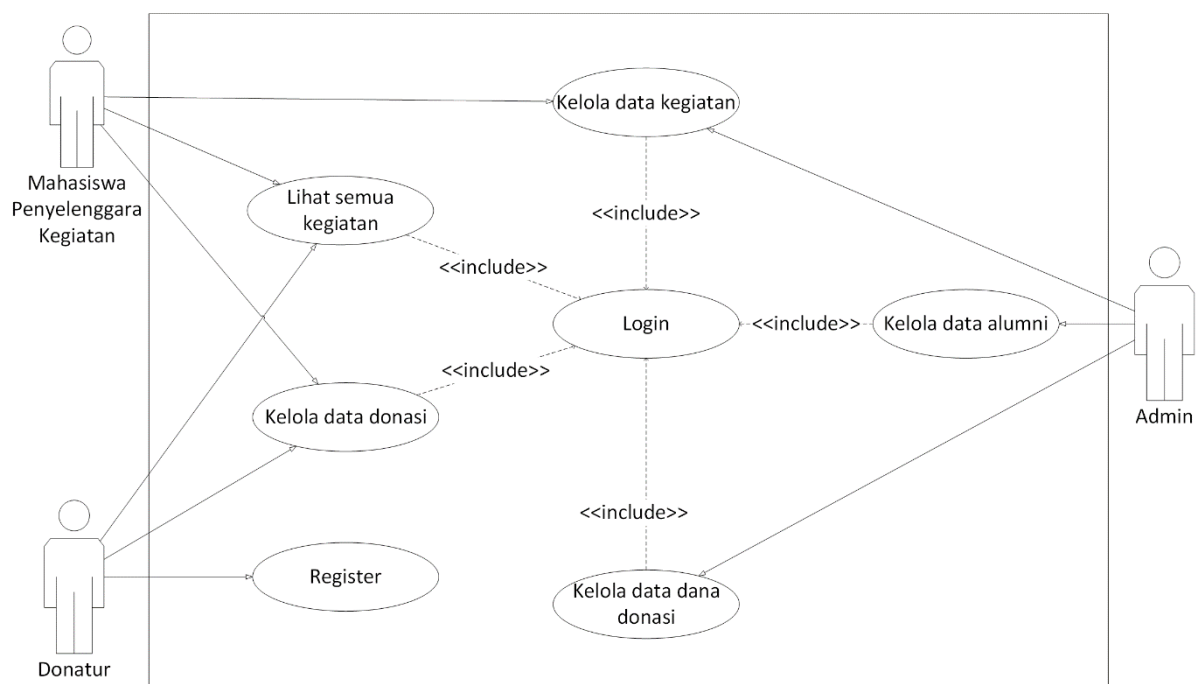 Kelola data kegiatan
Mahasiswa
Penyelenggara
Kegiatan
Lihat semua
kegiatan
<<include>>
<<include>>
Login
<<include>>
Kelola data alumni
<<include>>
Kelola data donasi
Admin
<<include>>
Register
Kelola data dana
donasi
Donatur